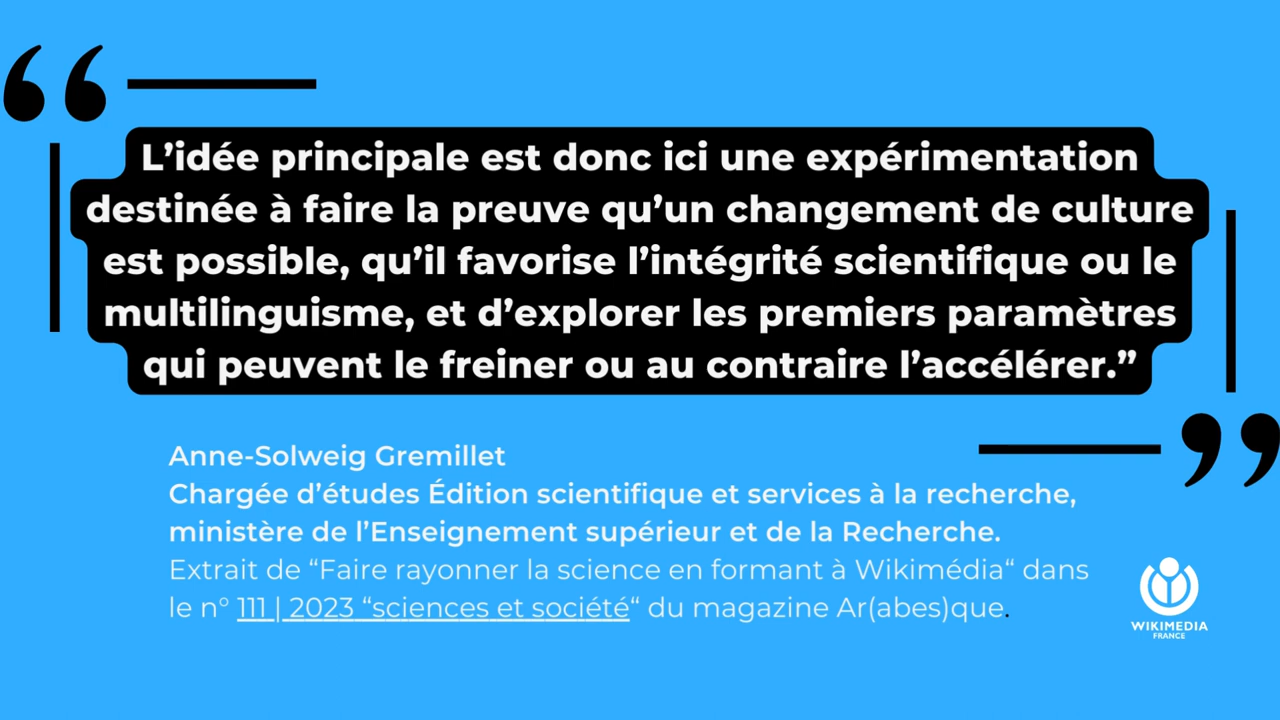 “
L’idée principale est donc ici une expérimentation
destinée à faire la preuve qu’un changement de culture
est possible, qu’il favorise l’intégrité scientifique ou le
multilinguisme, et d’explorer les premiers paramètres
qui peuvent le freiner ou au contraire l’accélérer.”
”
Anne-Solweig Gremillet
Chargée d’études Édition scientifique et services à la recherche,
ministère de l’Enseignement supérieur et de la Recherche.
Extrait de “Faire rayonner la science en formant à Wikimédia“ dans
le n° 111 | 2023 “sciences et société“ du magazine Ar(abes)que.
WIKIMEDIA
FRANCE